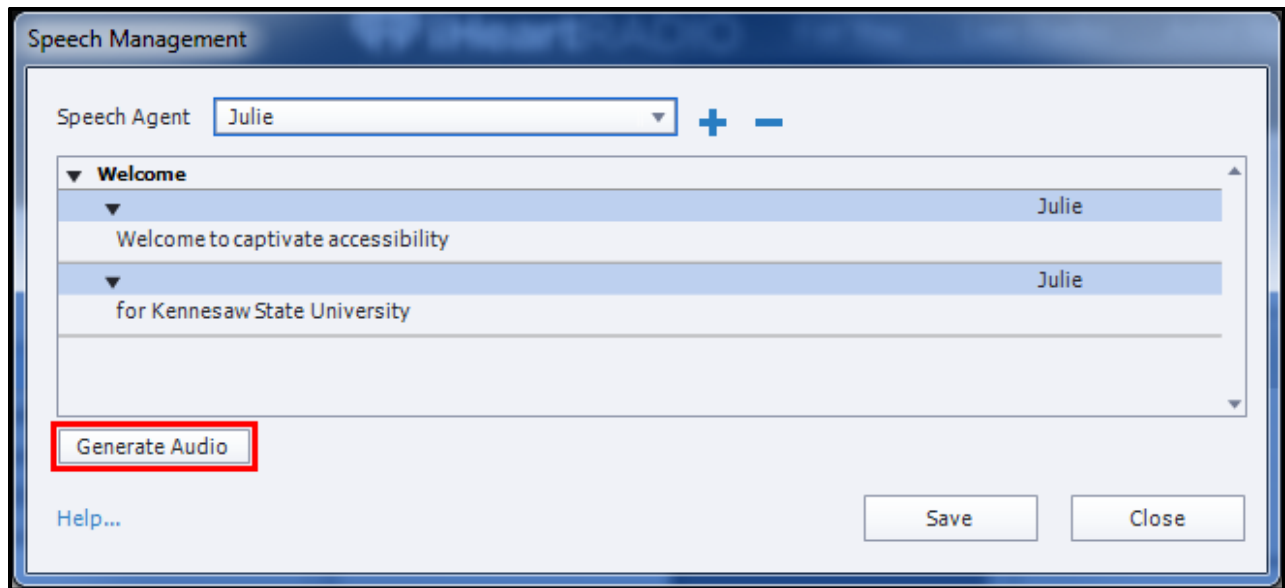 Speech Management
iHeartRADIO
Speech Agent Julie
Welcome
Julie
Welcome to captivate accessibility
Julie
for Kennesaw State University
Generate Audio
Help... Save Close